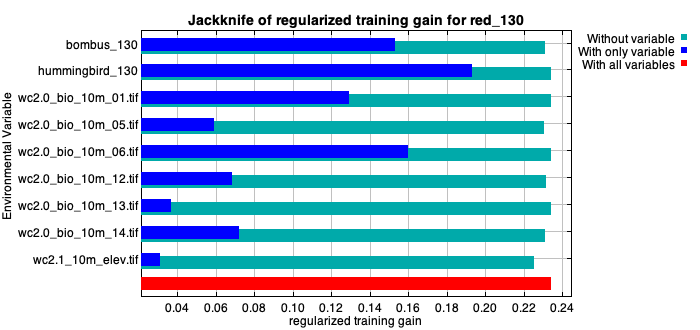 Jackknife of regularized training gain for red_130
Without variable
With only variable
With all variables
Environmental Variable
bombus_130
hummingbird_130
wc2.0_bio_10m_01.tif
wc2.0_bio_10m_05.tif
wc2.0_bio_10m_06.tif
wc2.0_bio_10m_12.tif
wc2.0_bio_10m_13.tif
wc2.0_bio_10m_14.tif
wc2.1_10m_elev.tif
0.04 0.06 0.08 0.10 0.12 0.14 0.16 0.18 0.20 0.22 0.24
regularized training gain